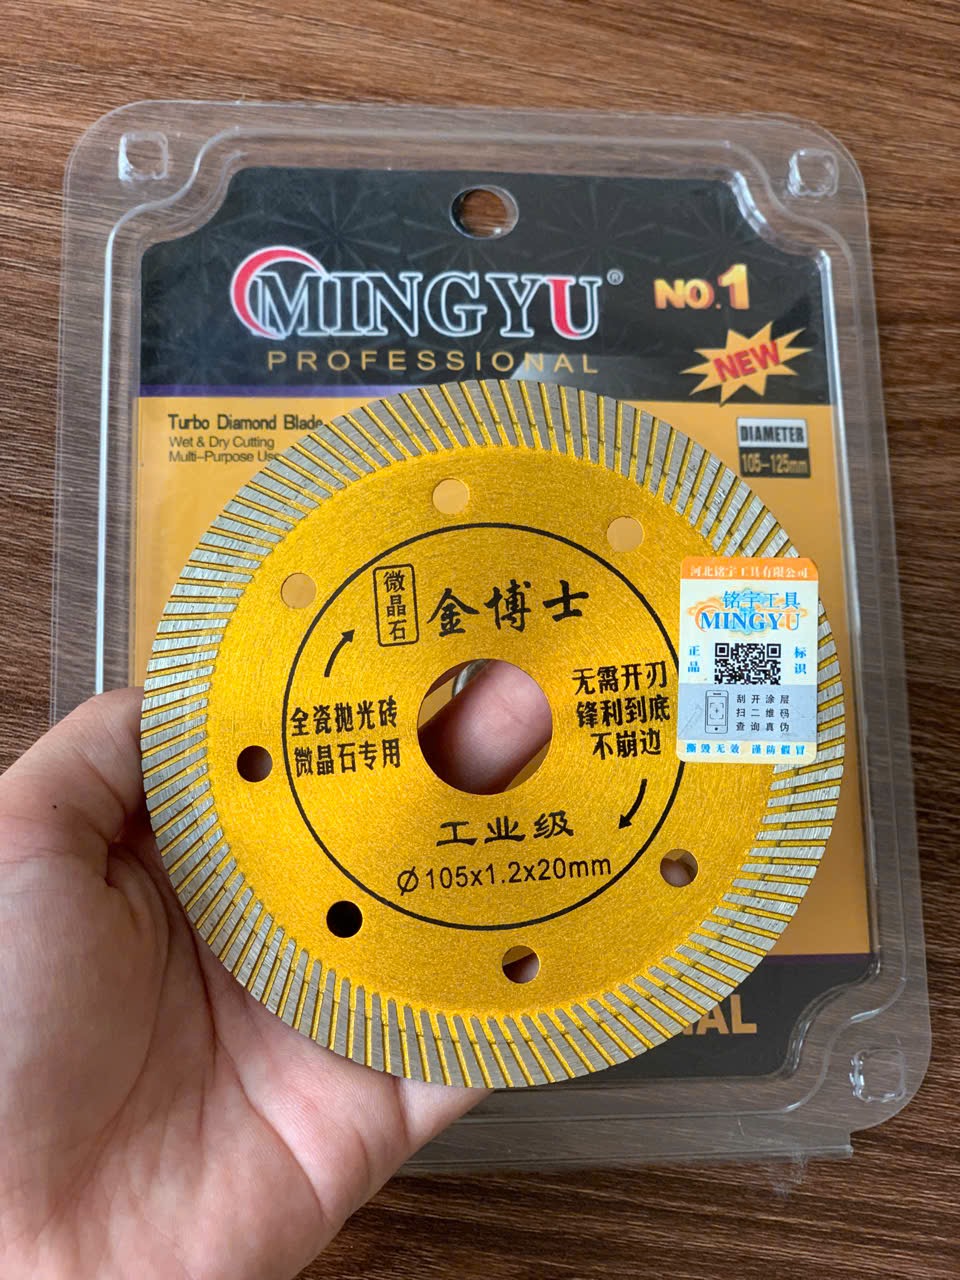 MINGYU®
PROFESSIONAL
NO.1
NEW
Turbo Diamond Blade
Wet & Dry Cutting
Multi-Purpose Use
DIAMETER
105-125mm
微晶石
金博士
全瓷抛光砖
微晶石专用
无需开刃
锋利到底
不崩边
工业级
Ø105x1.2x20mm
河北铭宇工具有限公司
铭宇工具
MINGYU
正品
标识
刮开涂层
扫二维码
查询真伪
撕毁无效 谨防假冒
NAL